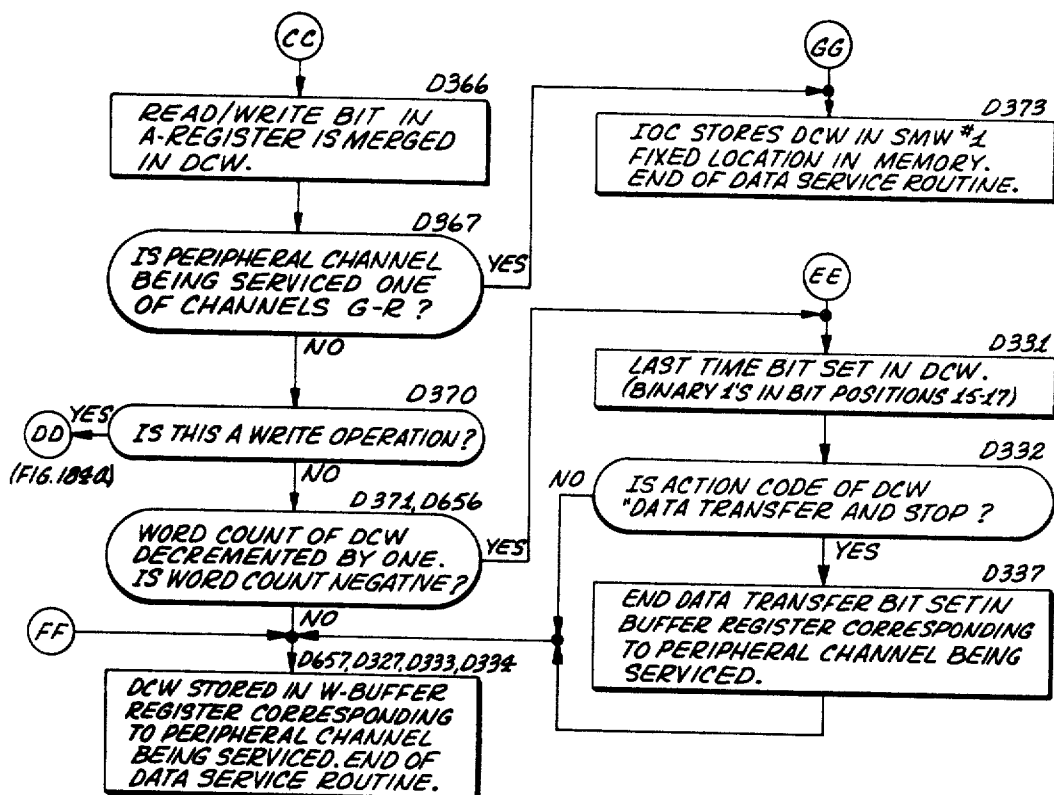 CC
D366
READ/WRITE BIT IN
A-REGISTER IS MERGED
IN DCW.
D367
IS PERIPHERAL CHANNEL
BEING SERVICED ONE
OF CHANNELS G-R?
YES
NO
D370
IS THIS A WRITE OPERATION?
YES
DD
(FIG. 184a)
NO
D371, D656
WORD COUNT OF DCW
DECREMENTED BY ONE.
IS WORD COUNT NEGATIVE?
YES
NO
FF
D657, D327, D333, D334
DCW STORED IN W-BUFFER
REGISTER CORRESPONDING
TO PERIPHERAL CHANNEL
BEING SERVICED. END OF
DATA SERVICE ROUTINE.
GG
D373
IOC STORES DCW IN SMW #1
FIXED LOCATION IN MEMORY.
END OF DATA SERVICE ROUTINE.
EE
D331
LAST TIME BIT SET IN DCW.
(BINARY 1'S IN BIT POSITIONS 15-17)
D332
IS ACTION CODE OF DCW
"DATA TRANSFER AND STOP?
NO
YES
D337
END DATA TRANSFER BIT SET IN
BUFFER REGISTER CORRESPONDING
TO PERIPHERAL CHANNEL BEING
SERVICED.